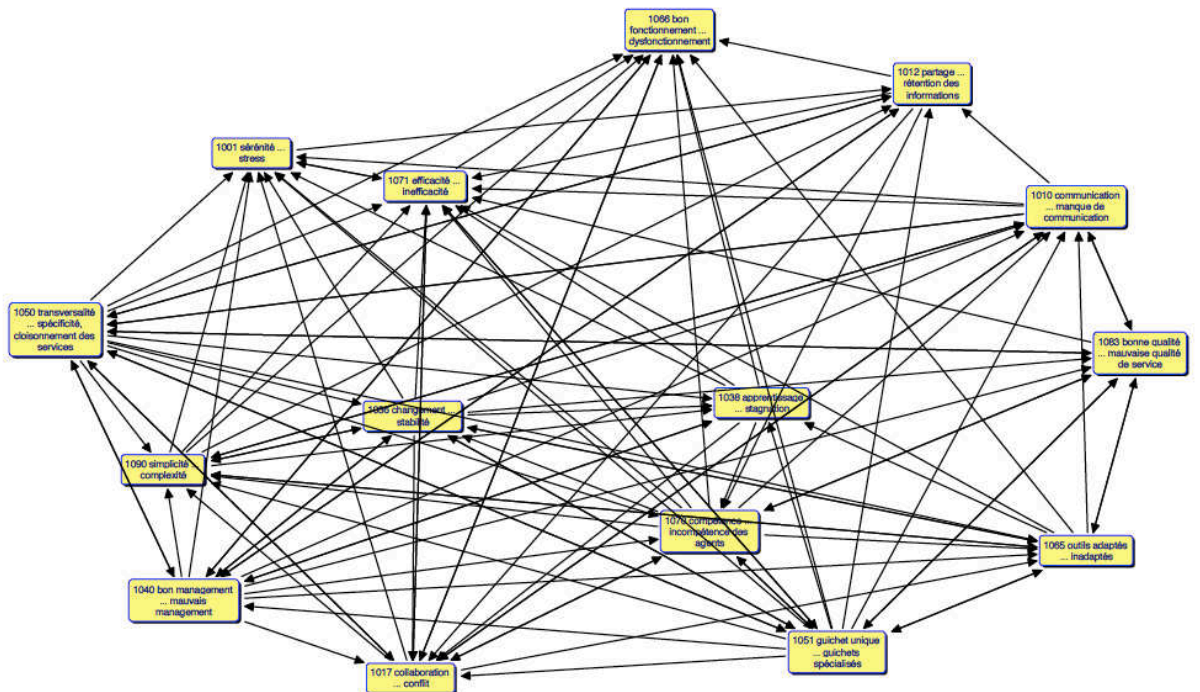 1066 bon
fonctionnement ...
dysfonctionnement
1012 partage ...
rétention des
informations
1001 sérénité ...
stress
1071 efficacité ...
inefficacité
1010 communication
... manque de
communication
1050 transversalité
... spécificité,
cloisonnement des
services
1083 bonne qualité
... mauvaise qualité
de service
1038 apprentissage
... stagnation
1036 changement ...
stabilité
1090 simplicité ...
complexité
1070 compétence ...
incompétence des
agents
1065 outils adaptés
... inadaptés
1040 bon management
... mauvais
management
1051 guichet unique
... guichets
spécialisés
1017 collaboration
... conflit